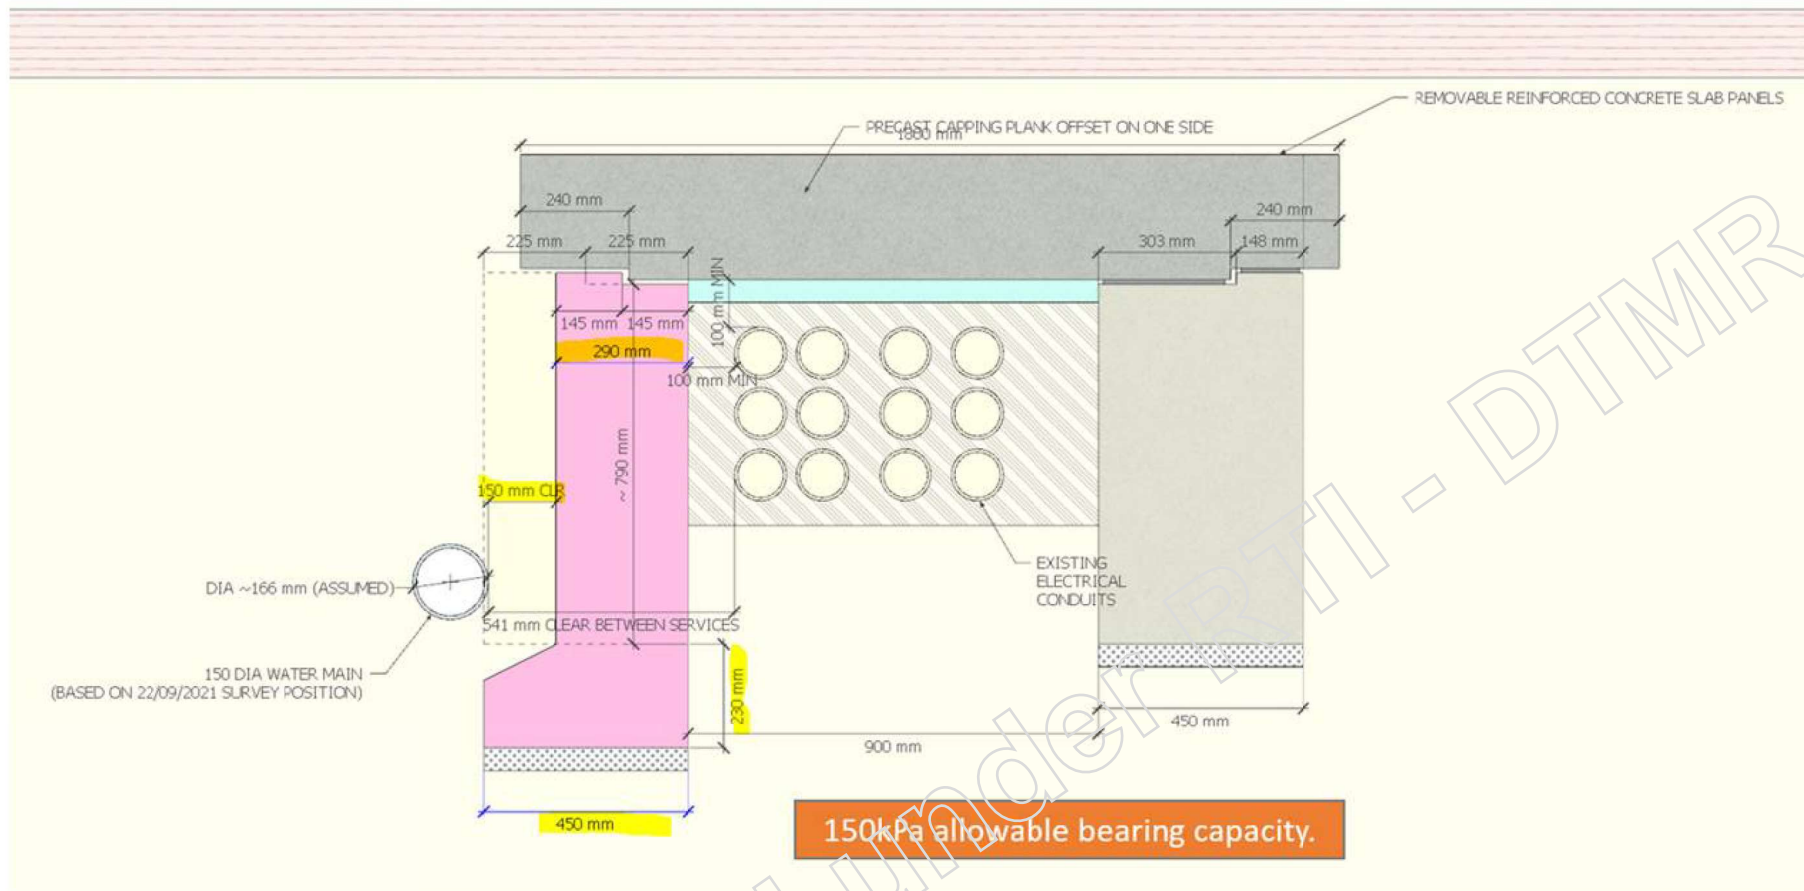 REMOVABLE REINFORCED CONCRETE SLAB PANELS
PRECAST CAPPING PLANK OFFSET ON ONE SIDE
1800 mm
240 mm
240 mm
225 mm
225 mm
303 mm
148 mm
100 mm MIN
145 mm
145 mm
290 mm
100 mm MIN
~ 790 mm
150 mm CLR
EXISTING
ELECTRICAL
CONDUITS
DIA ~166 mm (ASSUMED)
541 mm CLEAR BETWEEN SERVICES
150 DIA WATER MAIN
(BASED ON 22/09/2021 SURVEY POSITION)
230 mm
450 mm
900 mm
450 mm
150kPa allowable bearing capacity.
under RTI - DTMR